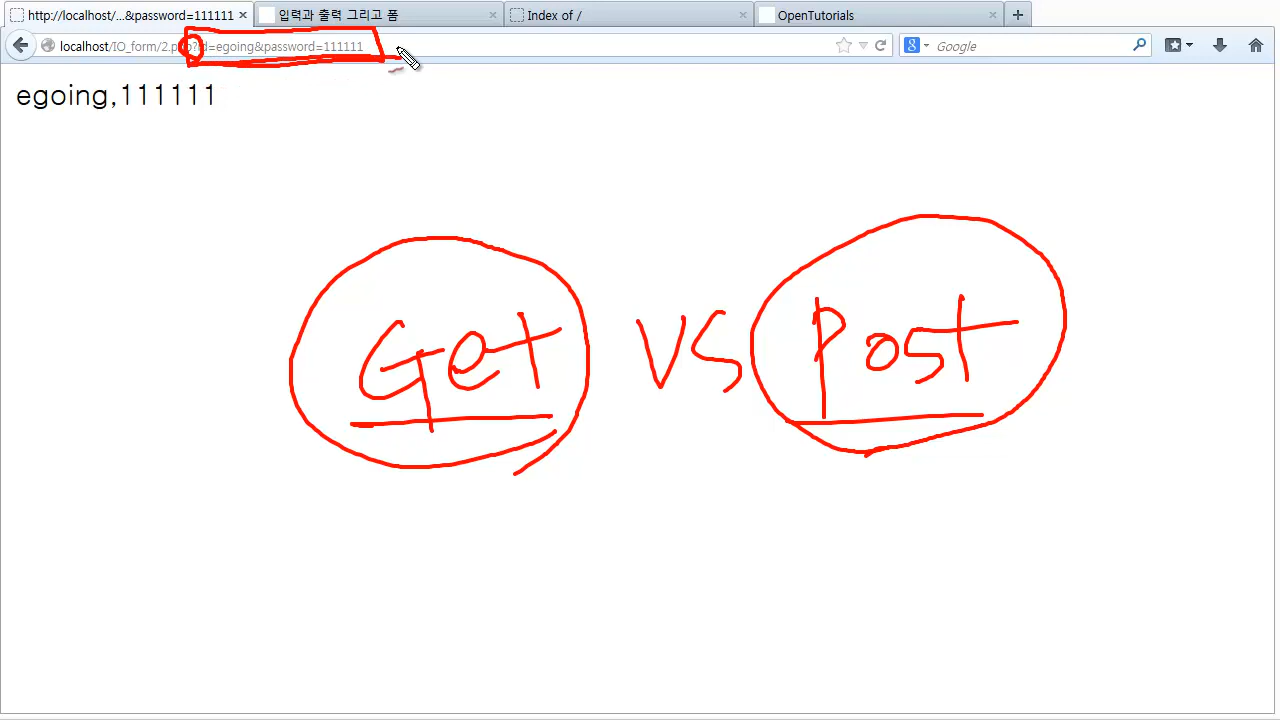 http://localhost/...&password=111111
입력과 출력 그리고 폼
Index of /
OpenTutorials
localhost/IO_form/2.php?id=egoing&password=111111
Google
egoing,111111
Get VS Post